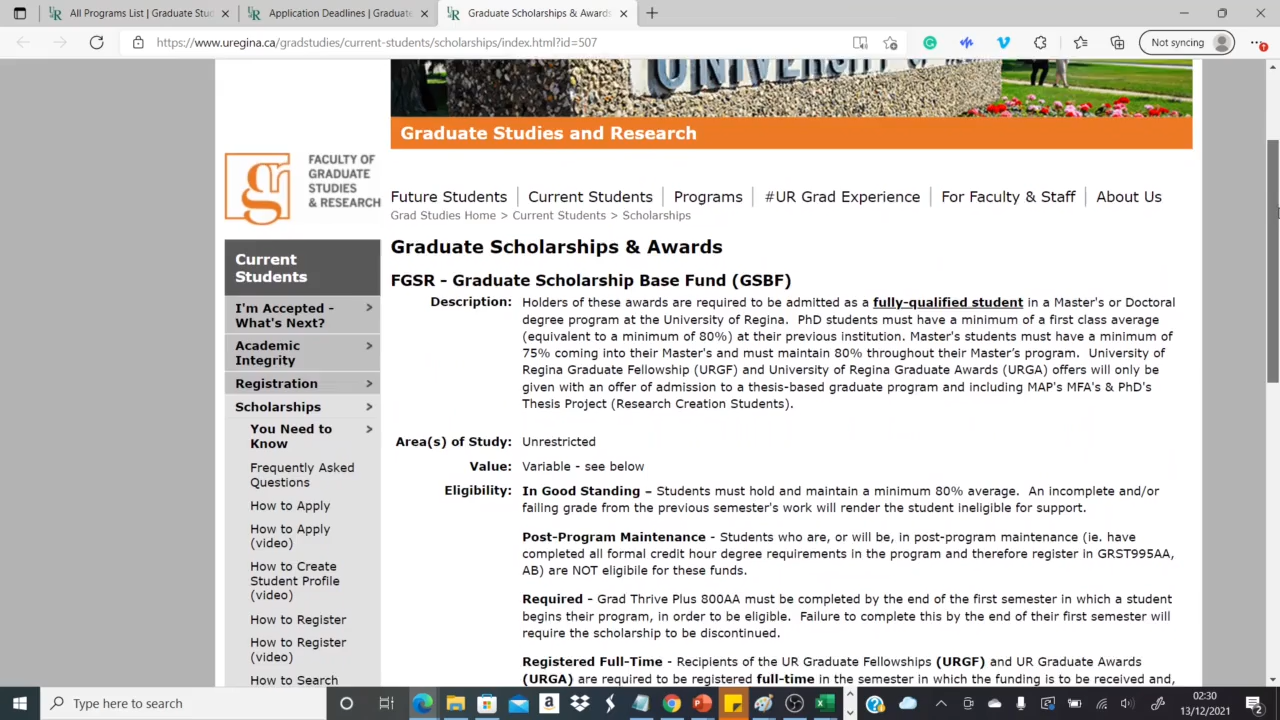 All Programs List | Graduate Stud
Application Deadlines | Graduate
Graduate Scholarships & Awards
https://www.uregina.ca/gradstudies/current-students/scholarships/index.html?id=507
Not syncing
UNIVERSITY OF
Graduate Studies and Research
FACULTY OF
GRADUATE
STUDIES
& RESEARCH
gr
Future Students
Current Students
Programs
#UR Grad Experience
For Faculty & Staff
About Us
Grad Studies Home > Current Students > Scholarships
Current
Students
I'm Accepted -
What's Next?
Academic
Integrity
Registration
Scholarships
You Need to
Know
Frequently Asked
Questions
How to Apply
How to Apply
(video)
How to Create
Student Profile
(video)
How to Register
How to Register
(video)
How to Search
Graduate Scholarships & Awards
FGSR - Graduate Scholarship Base Fund (GSBF)
Description: Holders of these awards are required to be admitted as a fully-qualified student in a Master's or Doctoral
degree program at the University of Regina. PhD students must have a minimum of a first class average
(equivalent to a minimum of 80%) at their previous institution. Master's students must have a minimum of
75% coming into their Master's and must maintain 80% throughout their Master's program. University of
Regina Graduate Fellowship (URGF) and University of Regina Graduate Awards (URGA) offers will only be
given with an offer of admission to a thesis-based graduate program and including MAP's MFA's & PhD's
Thesis Project (Research Creation Students).
Area(s) of Study: Unrestricted
Value: Variable - see below
Eligibility: In Good Standing – Students must hold and maintain a minimum 80% average. An incomplete and/or
failing grade from the previous semester's work will render the student ineligible for support.
Post-Program Maintenance - Students who are, or will be, in post-program maintenance (ie. have
completed all formal credit hour degree requirements in the program and therefore register in GRST995AA,
AB) are NOT eligibile for these funds.
Required - Grad Thrive Plus 800AA must be completed by the end of the first semester in which a student
begins their program, in order to be eligible. Failure to complete this by the end of their first semester will
require the scholarship to be discontinued.
Registered Full-Time - Recipients of the UR Graduate Fellowships (URGF) and UR Graduate Awards
(URGA) are required to be registered full-time in the semester in which the funding is to be received and,
Type here to search
02:30
13/12/2021
2